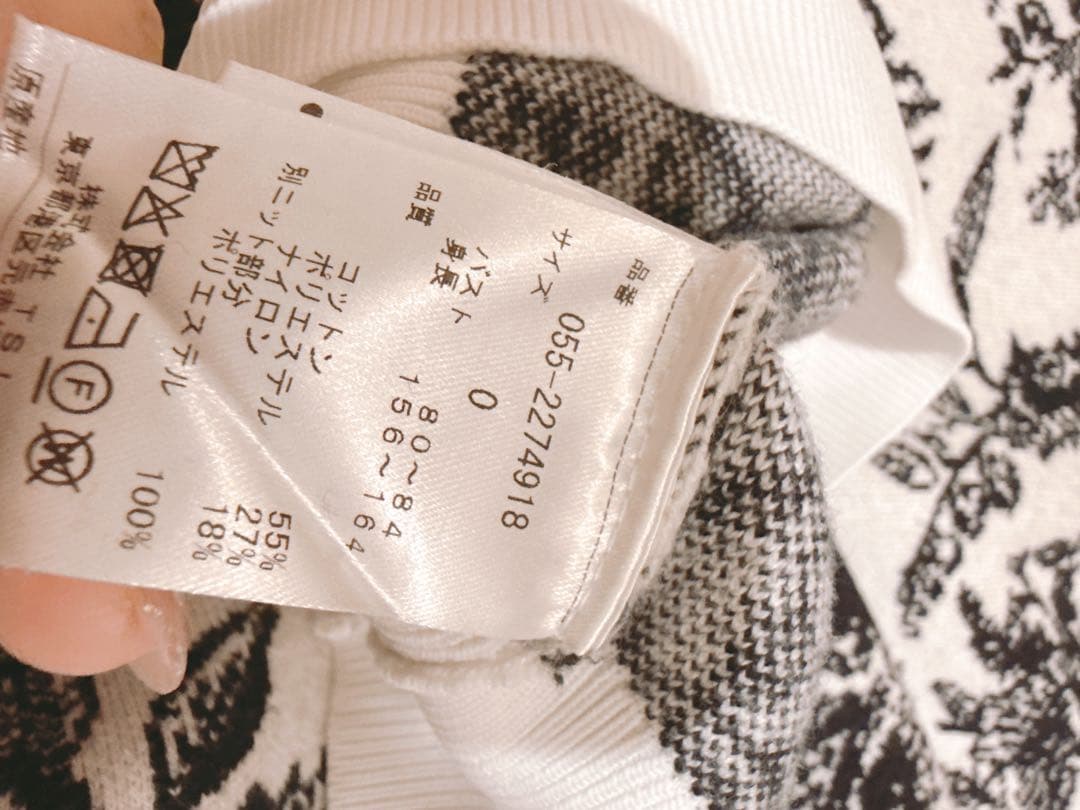 品番 055-2274918
サイズ 0
バスト 80~84
身長 156~164
品質
コットン 55%
ポリエステル 27%
ナイロン 18%
別ニット部分
ポリエステル 100%
F
株式会社 T S I
東京都港区
原産地